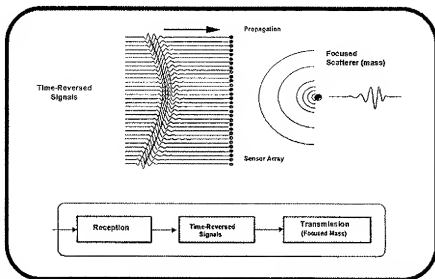 Propagation
Focused
Scatterer (mass)
Time-Reversed
Signals
Sensor Array
Reception
Time-Reversed
Signals
Transmission
(Focused Mass)